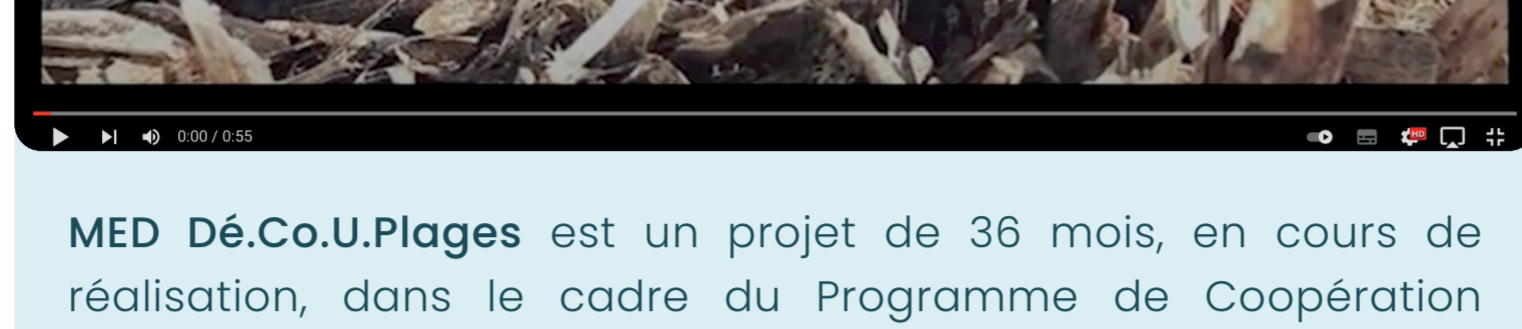 0:00 / 0:55
HD
MED Dé.Co.U.Plages est un projet de 36 mois, en cours de
réalisation, dans le cadre du Programme de Coopération